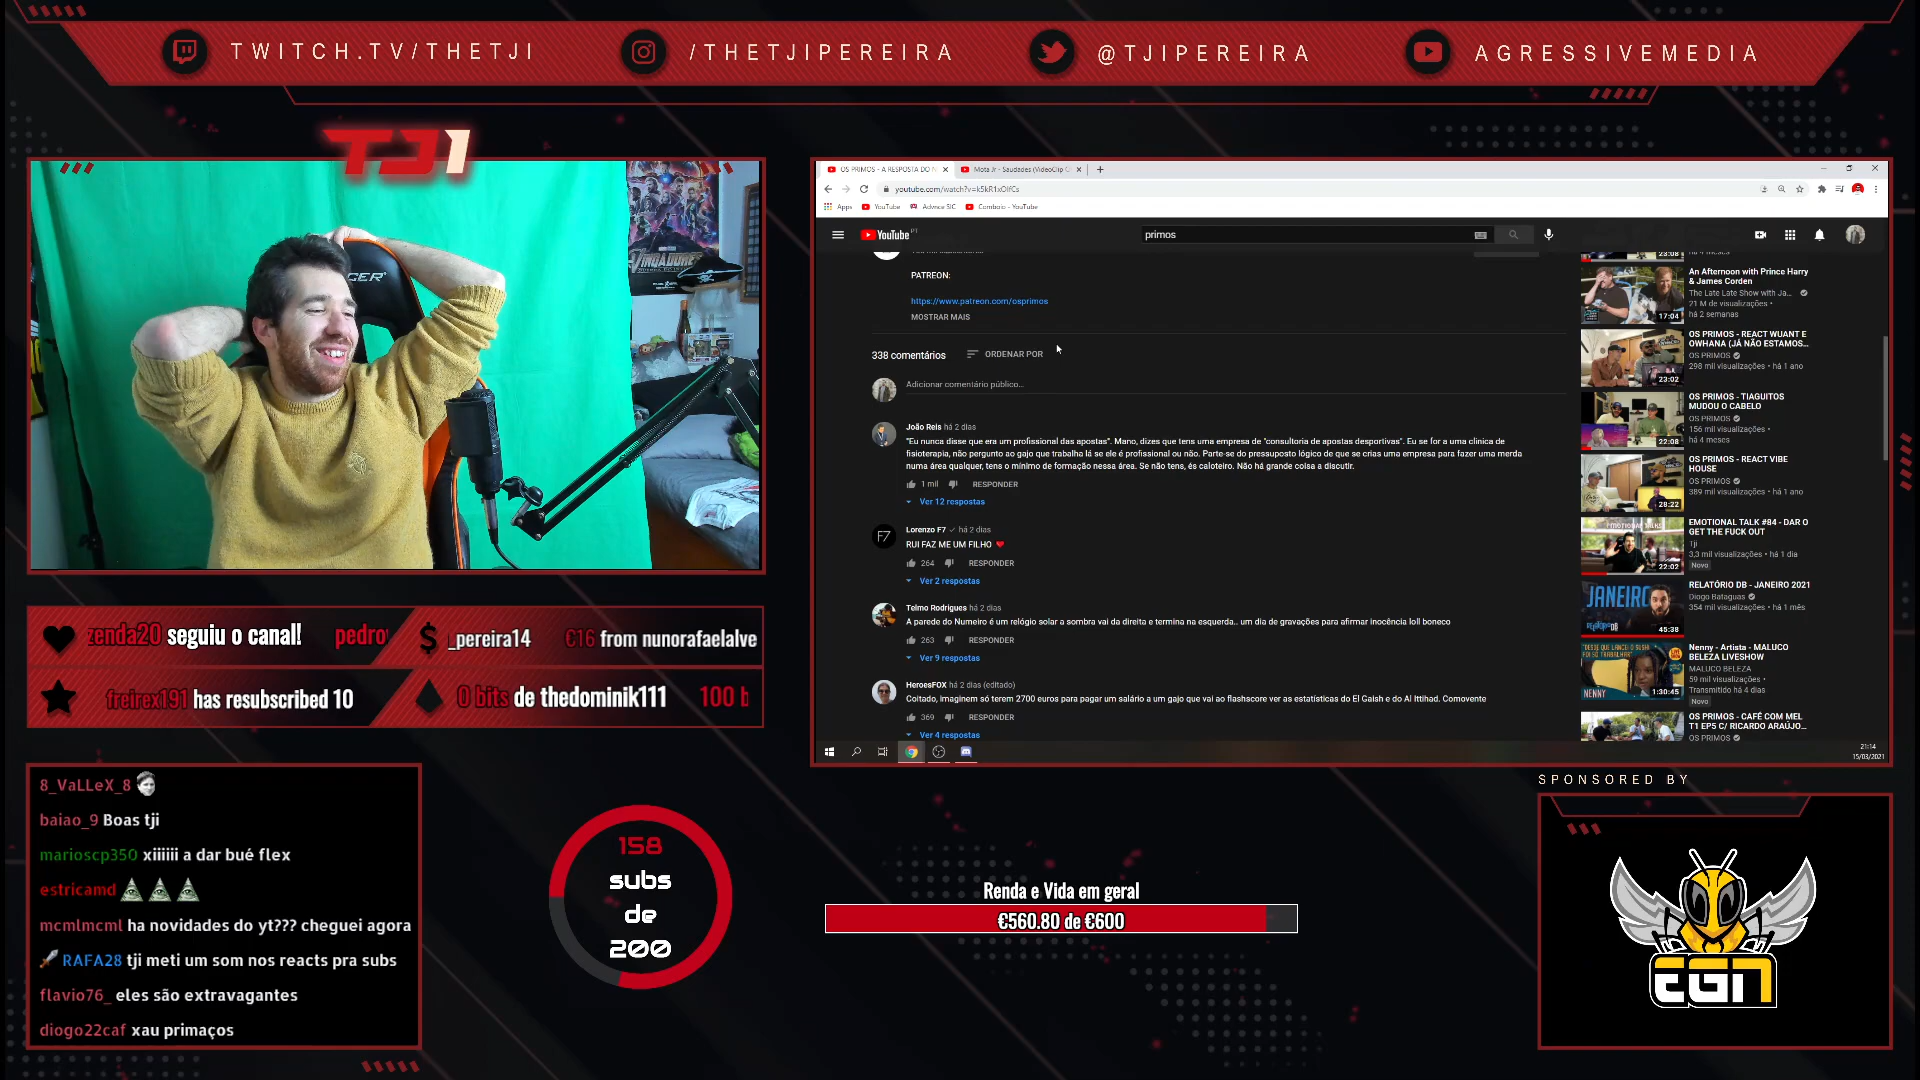 TWITCH.TV/THETJI
/THETJIPEREIRA
@TJIPEREIRA
AGRESSIVEMEDIA
TJ1
VINGADORES
zenda20 seguiu o canal!
pedro
_pereira14
€16 from nunorafaelalve
freirex191 has resubscribed 10
0 bits de thedominik111
100 b
8_VaLLeX_8
baiao_9 Boas tji
marioscp350 xiiiiii a dar bué flex
estricamd
mcmlmcml ha novidades do yt??? cheguei agora
RAFA28 tji meti um som nos reacts pra subs
flavio76_ eles são extravagantes
diogo22caf xau primaços
158
subs
de
200
Renda e Vida em geral
€560.80 de €600
SPONSORED BY
EGN
OS PRIMOS - A RESPOSTA DO N
Mota Jr - Saudades (VideoClip O
youtube.com/watch?v=k5kR1xOlfCs
Apps
YouTube
Advnce SIC
Comboio - YouTube
YouTube PT
primos
PATREON:
https://www.patreon.com/osprimos
MOSTRAR MAIS
338 comentários
ORDENAR POR
Adicionar comentário público...
João Reis há 2 dias
"Eu nunca disse que era um profissional das apostas". Mano, dizes que tens uma empresa de "consultoria de apostas desportivas". Eu se for a uma clinica de
fisioterapia, não pergunto ao gajo que trabalha lá se ele é profissional ou não. Parte-se do pressuposto lógico de que se crias uma empresa para fazer uma merda
numa área qualquer, tens o mínimo de formação nessa área. Se não tens, és caloteiro. Não há grande coisa a discutir.
1 mil
RESPONDER
Ver 12 respostas
F7
Lorenzo F7 há 2 dias
RUI FAZ ME UM FILHO
264
RESPONDER
Ver 2 respostas
Telmo Rodrigues há 2 dias
A parede do Numeiro é um relógio solar a sombra vai da direita e termina na esquerda.. um dia de gravações para afirmar inocência loll boneco
263
RESPONDER
Ver 9 respostas
HeroesFOX há 2 dias (editado)
Coitado, imaginem só terem 2700 euros para pagar um salário a um gajo que vai ao flashscore ver as estatísticas do El Gaish e do Al Ittihad. Comovente
369
RESPONDER
Ver 4 respostas
23:08
An Afternoon with Prince Harry
& James Corden
The Late Late Show with Ja...
21 M de visualizações •
há 2 semanas
17:04
OS PRIMOS - REACT WUANT E
OWHANA (JÁ NÃO ESTAMOS...
OS PRIMOS
298 mil visualizações • há 1 ano
23:02
OS PRIMOS - TIAGUITOS
MUDOU O CABELO
OS PRIMOS
156 mil visualizações •
há 4 meses
22:08
OS PRIMOS - REACT VIBE
HOUSE
OS PRIMOS
389 mil visualizações • há 1 ano
28:22
EMOTIONAL TALK #84 - DAR O
GET THE FUCK OUT
Tji
3,3 mil visualizações • há 1 dia
Novo
22:02
RELATÓRIO DB - JANEIRO 2021
Diogo Bataguas
354 mil visualizações • há 1 mês
JANEIRO
45:38
Nenny - Artista - MALUCO
BELEZA LIVESHOW
MALUCO BELEZA
59 mil visualizações •
Transmitido há 4 dias
Novo
NENNY
1:30:45
OS PRIMOS - CAFÉ COM MEL
T1 EP5 C/ RICARDO ARAÚJO...
OS PRIMOS
21:14
15/03/2021